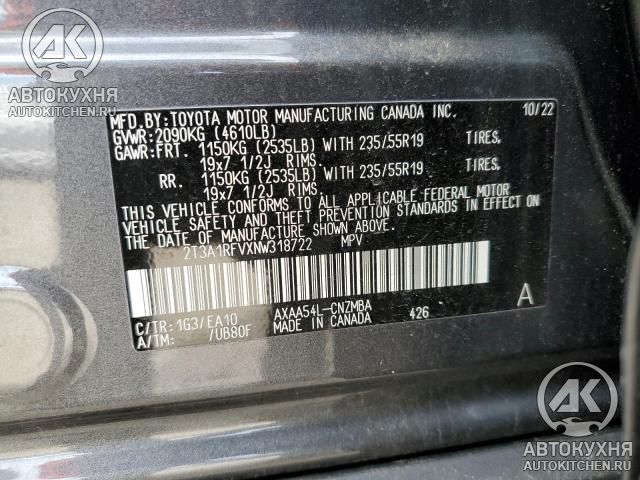 AK
АВТОКУХНЯ
AUTOKITCHEN.RU
MFD.BY:TOYOTA MOTOR MANUFACTURING CANADA INC. 10/22
GVWR:2090KG (4610LB)
GAWR:FRT. 1150KG (2535LB) WITH 235/55R19 TIRES.
19x7 1/2J RIMS.
RR. 1150KG (2535LB) WITH 235/55R19 TIRES.
19x7 1/2J RIMS.
THIS VEHICLE CONFORMS TO ALL APPLICABLE FEDERAL MOTOR
VEHICLE SAFETY AND THEFT PREVENTION STANDARDS IN EFFECT ON
THE DATE OF MANUFACTURE SHOWN ABOVE.
2T3A1RFVXNW318722 MPV
C/TR: 1G3/EA10 AXAA54L-CNZMBA A
A/TM: /UB80F MADE IN CANADA 426
AK
АВТОКУХНЯ
AUTOKITCHEN.RU